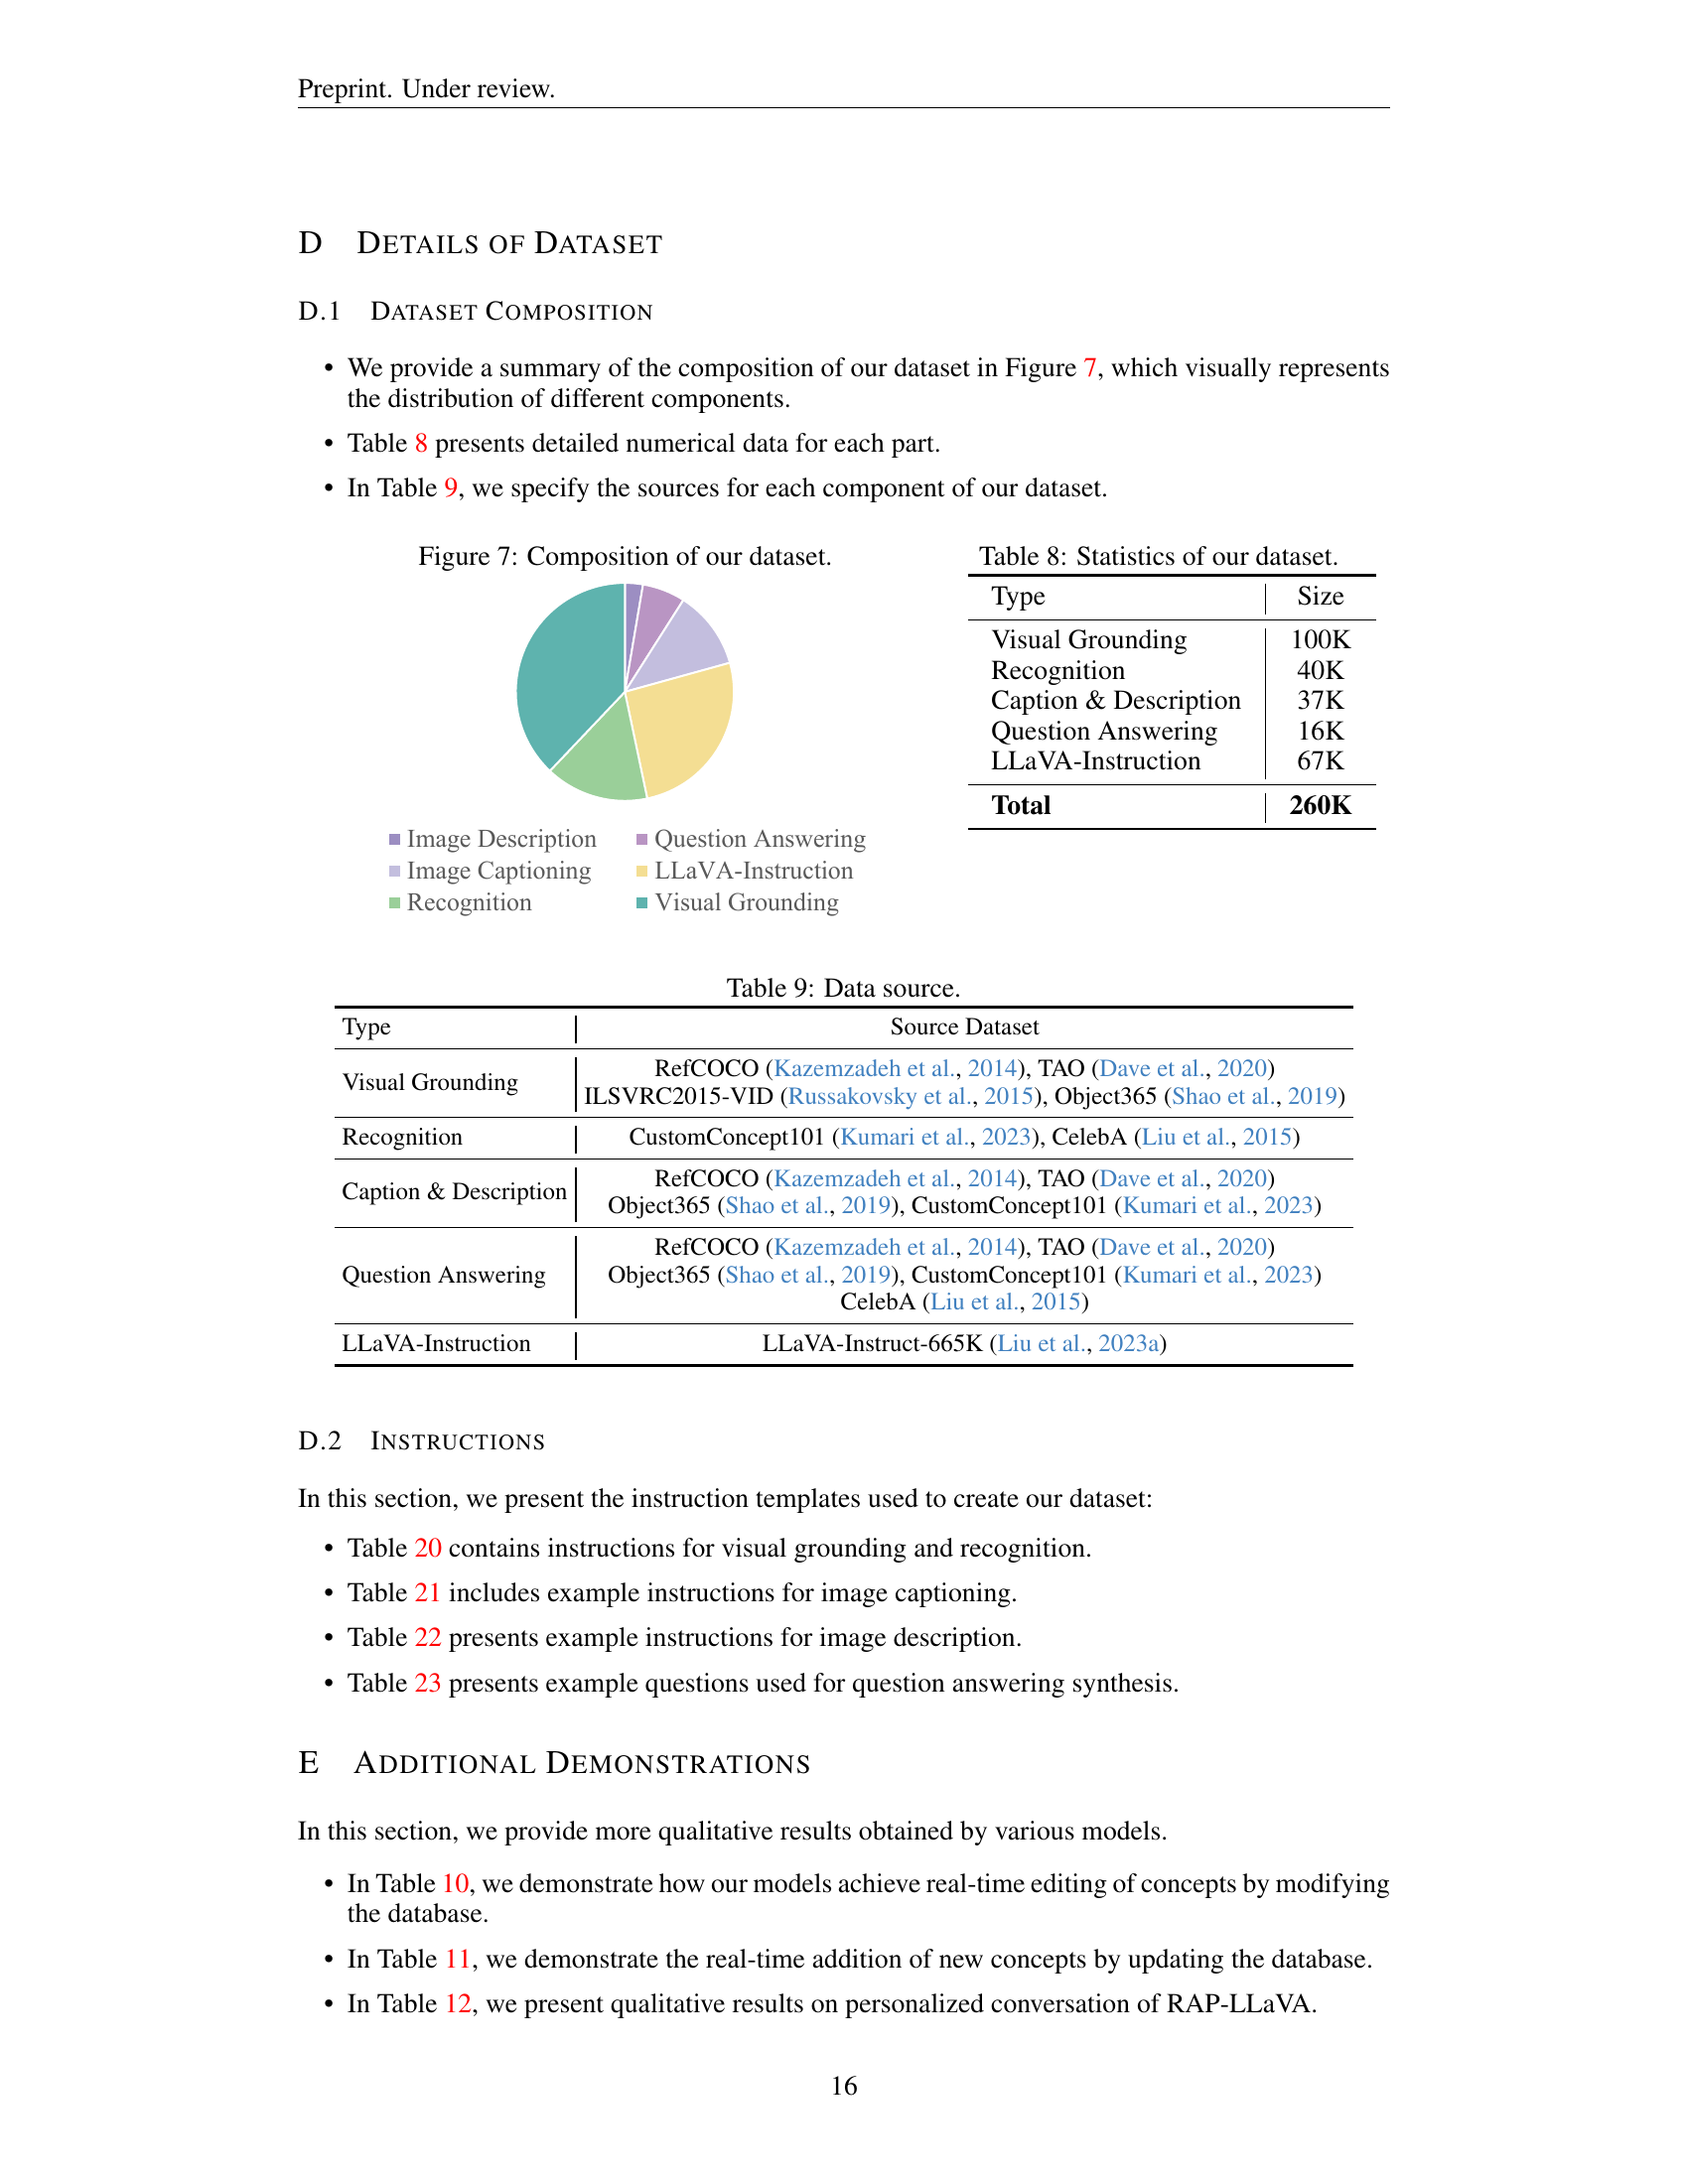 Preprint. Under review.
D DETAILS OF DATASET
D.1 DATASET COMPOSITION
• We provide a summary of the composition of our dataset in Figure 7, which visually represents
the distribution of different components.
• Table 8 presents detailed numerical data for each part.
• In Table 9, we specify the sources for each component of our dataset.
Figure 7: Composition of our dataset.
Image Description Question Answering
Image Captioning LLaVA-Instruction
Recognition Visual Grounding
Table 8: Statistics of our dataset.
Type Size
Visual Grounding 100K
Recognition 40K
Caption & Description 37K
Question Answering 16K
LLaVA-Instruction 67K
Total 260K
Table 9: Data source.
Type Source Dataset
Visual Grounding
RefCOCO (Kazemzadeh et al., 2014), TAO (Dave et al., 2020)
ILSVRC2015-VID (Russakovsky et al., 2015), Object365 (Shao et al., 2019)
Recognition CustomConcept101 (Kumari et al., 2023), CelebA (Liu et al., 2015)
Caption & Description
RefCOCO (Kazemzadeh et al., 2014), TAO (Dave et al., 2020)
Object365 (Shao et al., 2019), CustomConcept101 (Kumari et al., 2023)
Question Answering
RefCOCO (Kazemzadeh et al., 2014), TAO (Dave et al., 2020)
Object365 (Shao et al., 2019), CustomConcept101 (Kumari et al., 2023)
CelebA (Liu et al., 2015)
LLaVA-Instruction LLaVA-Instruct-665K (Liu et al., 2023a)
D.2 INSTRUCTIONS
In this section, we present the instruction templates used to create our dataset:
• Table 20 contains instructions for visual grounding and recognition.
• Table 21 includes example instructions for image captioning.
• Table 22 presents example instructions for image description.
• Table 23 presents example questions used for question answering synthesis.
E ADDITIONAL DEMONSTRATIONS
In this section, we provide more qualitative results obtained by various models.
• In Table 10, we demonstrate how our models achieve real-time editing of concepts by modifying
the database.
• In Table 11, we demonstrate the real-time addition of new concepts by updating the database.
• In Table 12, we present qualitative results on personalized conversation of RAP-LLaVA.
16